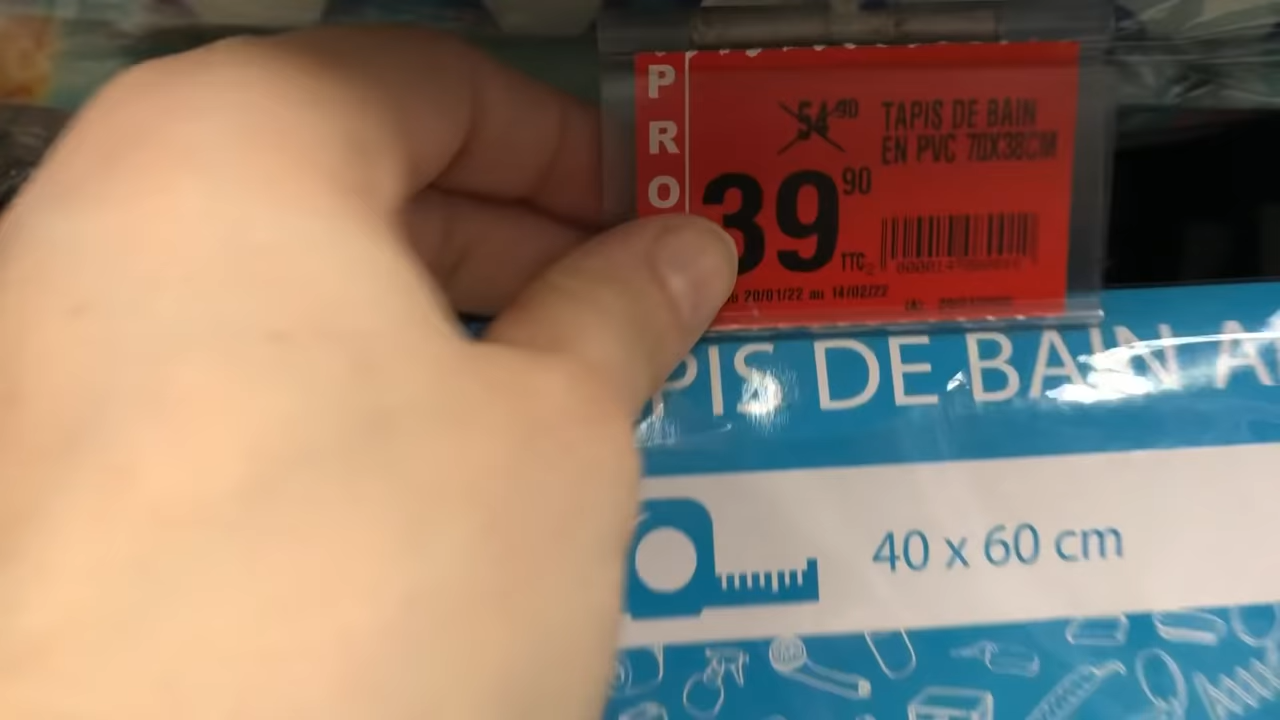 PRO
54 90
TAPIS DE BAIN
EN PVC 70X38CM
39 90
TTC
20/01/22 au 14/02/22
PIS DE BAIN A
40 x 60 cm